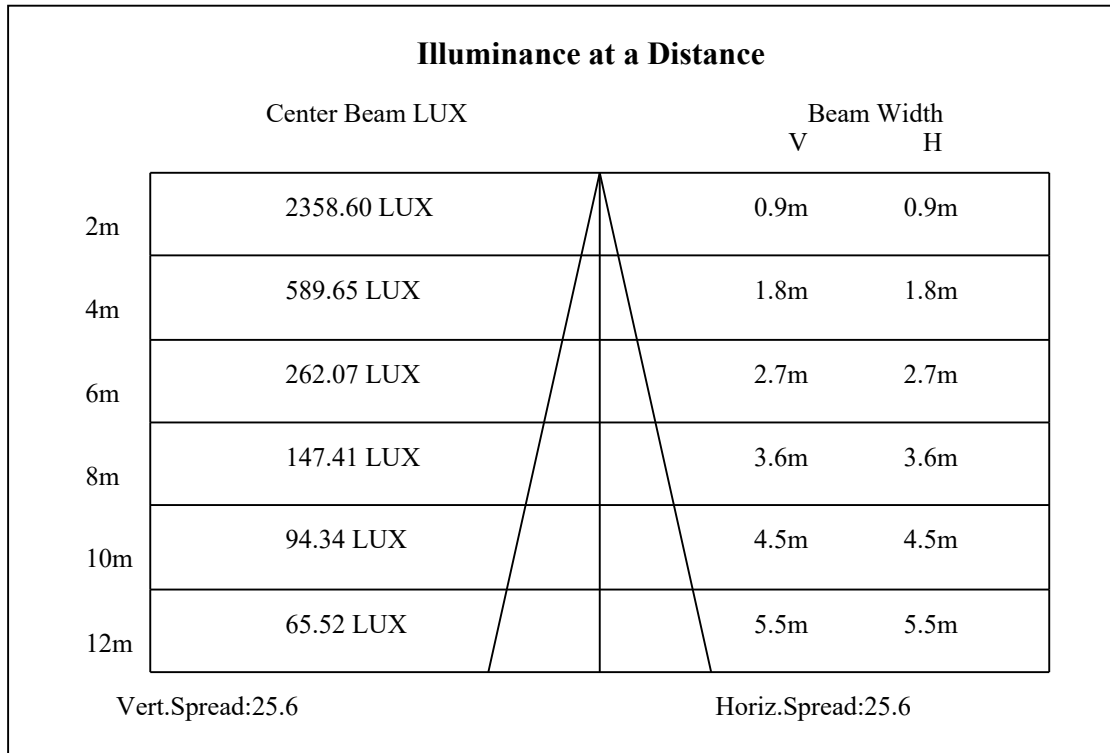 Illuminance at a Distance
Center Beam LUX Beam Width
V H
2m 2358.60 LUX 0.9m 0.9m
4m 589.65 LUX 1.8m 1.8m
6m 262.07 LUX 2.7m 2.7m
8m 147.41 LUX 3.6m 3.6m
10m 94.34 LUX 4.5m 4.5m
12m 65.52 LUX 5.5m 5.5m
Vert.Spread:25.6 Horiz.Spread:25.6